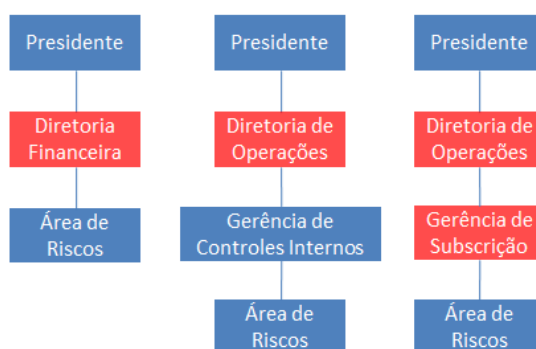 Presidente
Diretoria
Financeira
Área de
Riscos
Presidente
Diretoria de
Operações
Gerência de
Controles Internos
Área de
Riscos
Presidente
Diretoria de
Operações
Gerência de
Subscrição
Área de
Riscos